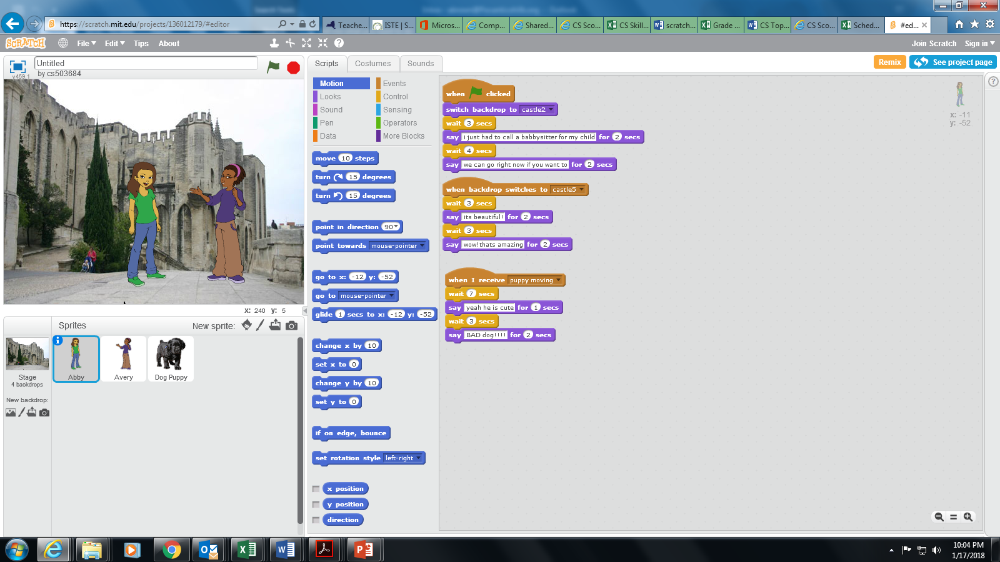 https://scratch.mit.edu/projects/136012179/#editor
Teache...
ISTE | S...
Micros...
Comp...
Shared...
CS Sco...
CS Skill...
scratch...
Grade ...
CS Top...
CS Sco...
Sched...
#ed...
SCRATCH
File
Edit
Tips
About
Join Scratch
Sign in
Untitled
by cs503684
v459.1
Scripts
Costumes
Sounds
Remix
See project page
Motion
Events
Looks
Control
Sound
Sensing
Pen
Operators
Data
More Blocks
move 10 steps
turn 15 degrees
turn 15 degrees
point in direction 90
point towards mouse-pointer
go to x: -12 y: -52
go to mouse-pointer
glide 1 secs to x: -12 y: -52
change x by 10
set x to 0
change y by 10
set y to 0
if on edge, bounce
set rotation style left-right
x position
y position
direction
when clicked
switch backdrop to castle2
wait 3 secs
say i just had to call a babbysitter for my child for 2 secs
wait 4 secs
say we can go right now if you want to for 2 secs
when backdrop switches to castle5
wait 3 secs
say its beautiful! for 2 secs
wait 3 secs
say wow!thats amazing for 2 secs
when I receive puppy moving
wait 7 secs
say yeah he is cute for 1 secs
wait 3 secs
say BAD dog!!!! for 2 secs
x: -11
y: -52
x: 240 y: 5
Sprites
New sprite:
Stage
4 backdrops
New backdrop:
Abby
Avery
Dog Puppy
10:04 PM
1/17/2018